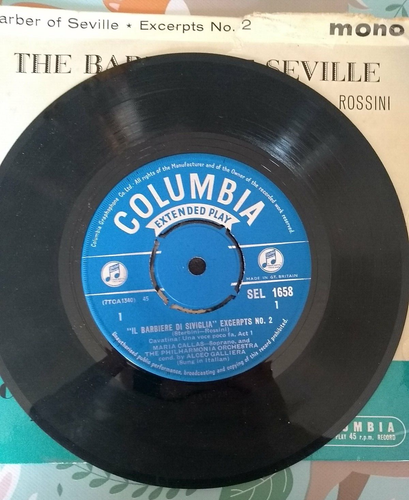 arber of Seville ★ Excerpts No. 2
mono
THE BAR SEVILLE
ROSSINI
Columbia Graphophone Co. Ltd. All rights of the Manufacturer and of the Owner of the recorded work reserved.
COLUMBIA
EXTENDED PLAY
MADE IN GT. BRITAIN
(7TCA1340) 45
SEL 1658
1
1
"IL BARBIERE DI SIVIGLIA" EXCERPTS NO. 2
(Sterbini—Rossini)
Cavatina: Una voce poco fa, Act 1
MARIA CALLAS—Soprano, and
THE PHILHARMONIA ORCHESTRA
cond. by ALCEO GALLIERA
(Sung in Italian)
Unauthorised public performance, broadcasting and copying of this record prohibited.
UMBIA
PLAY 45 r.p.m. RECORD